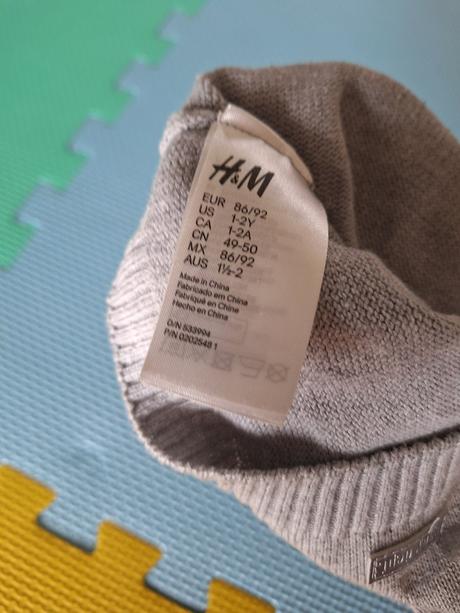 H&M
EUR 86/92
US 1-2Y
CA 1-2A
CN 49-50
MX 86/92
AUS 1½-2
Made in China
Fabricado em China
Fabriqué en Chine
Hecho en China
O/N 533994
P/N 0202548 1